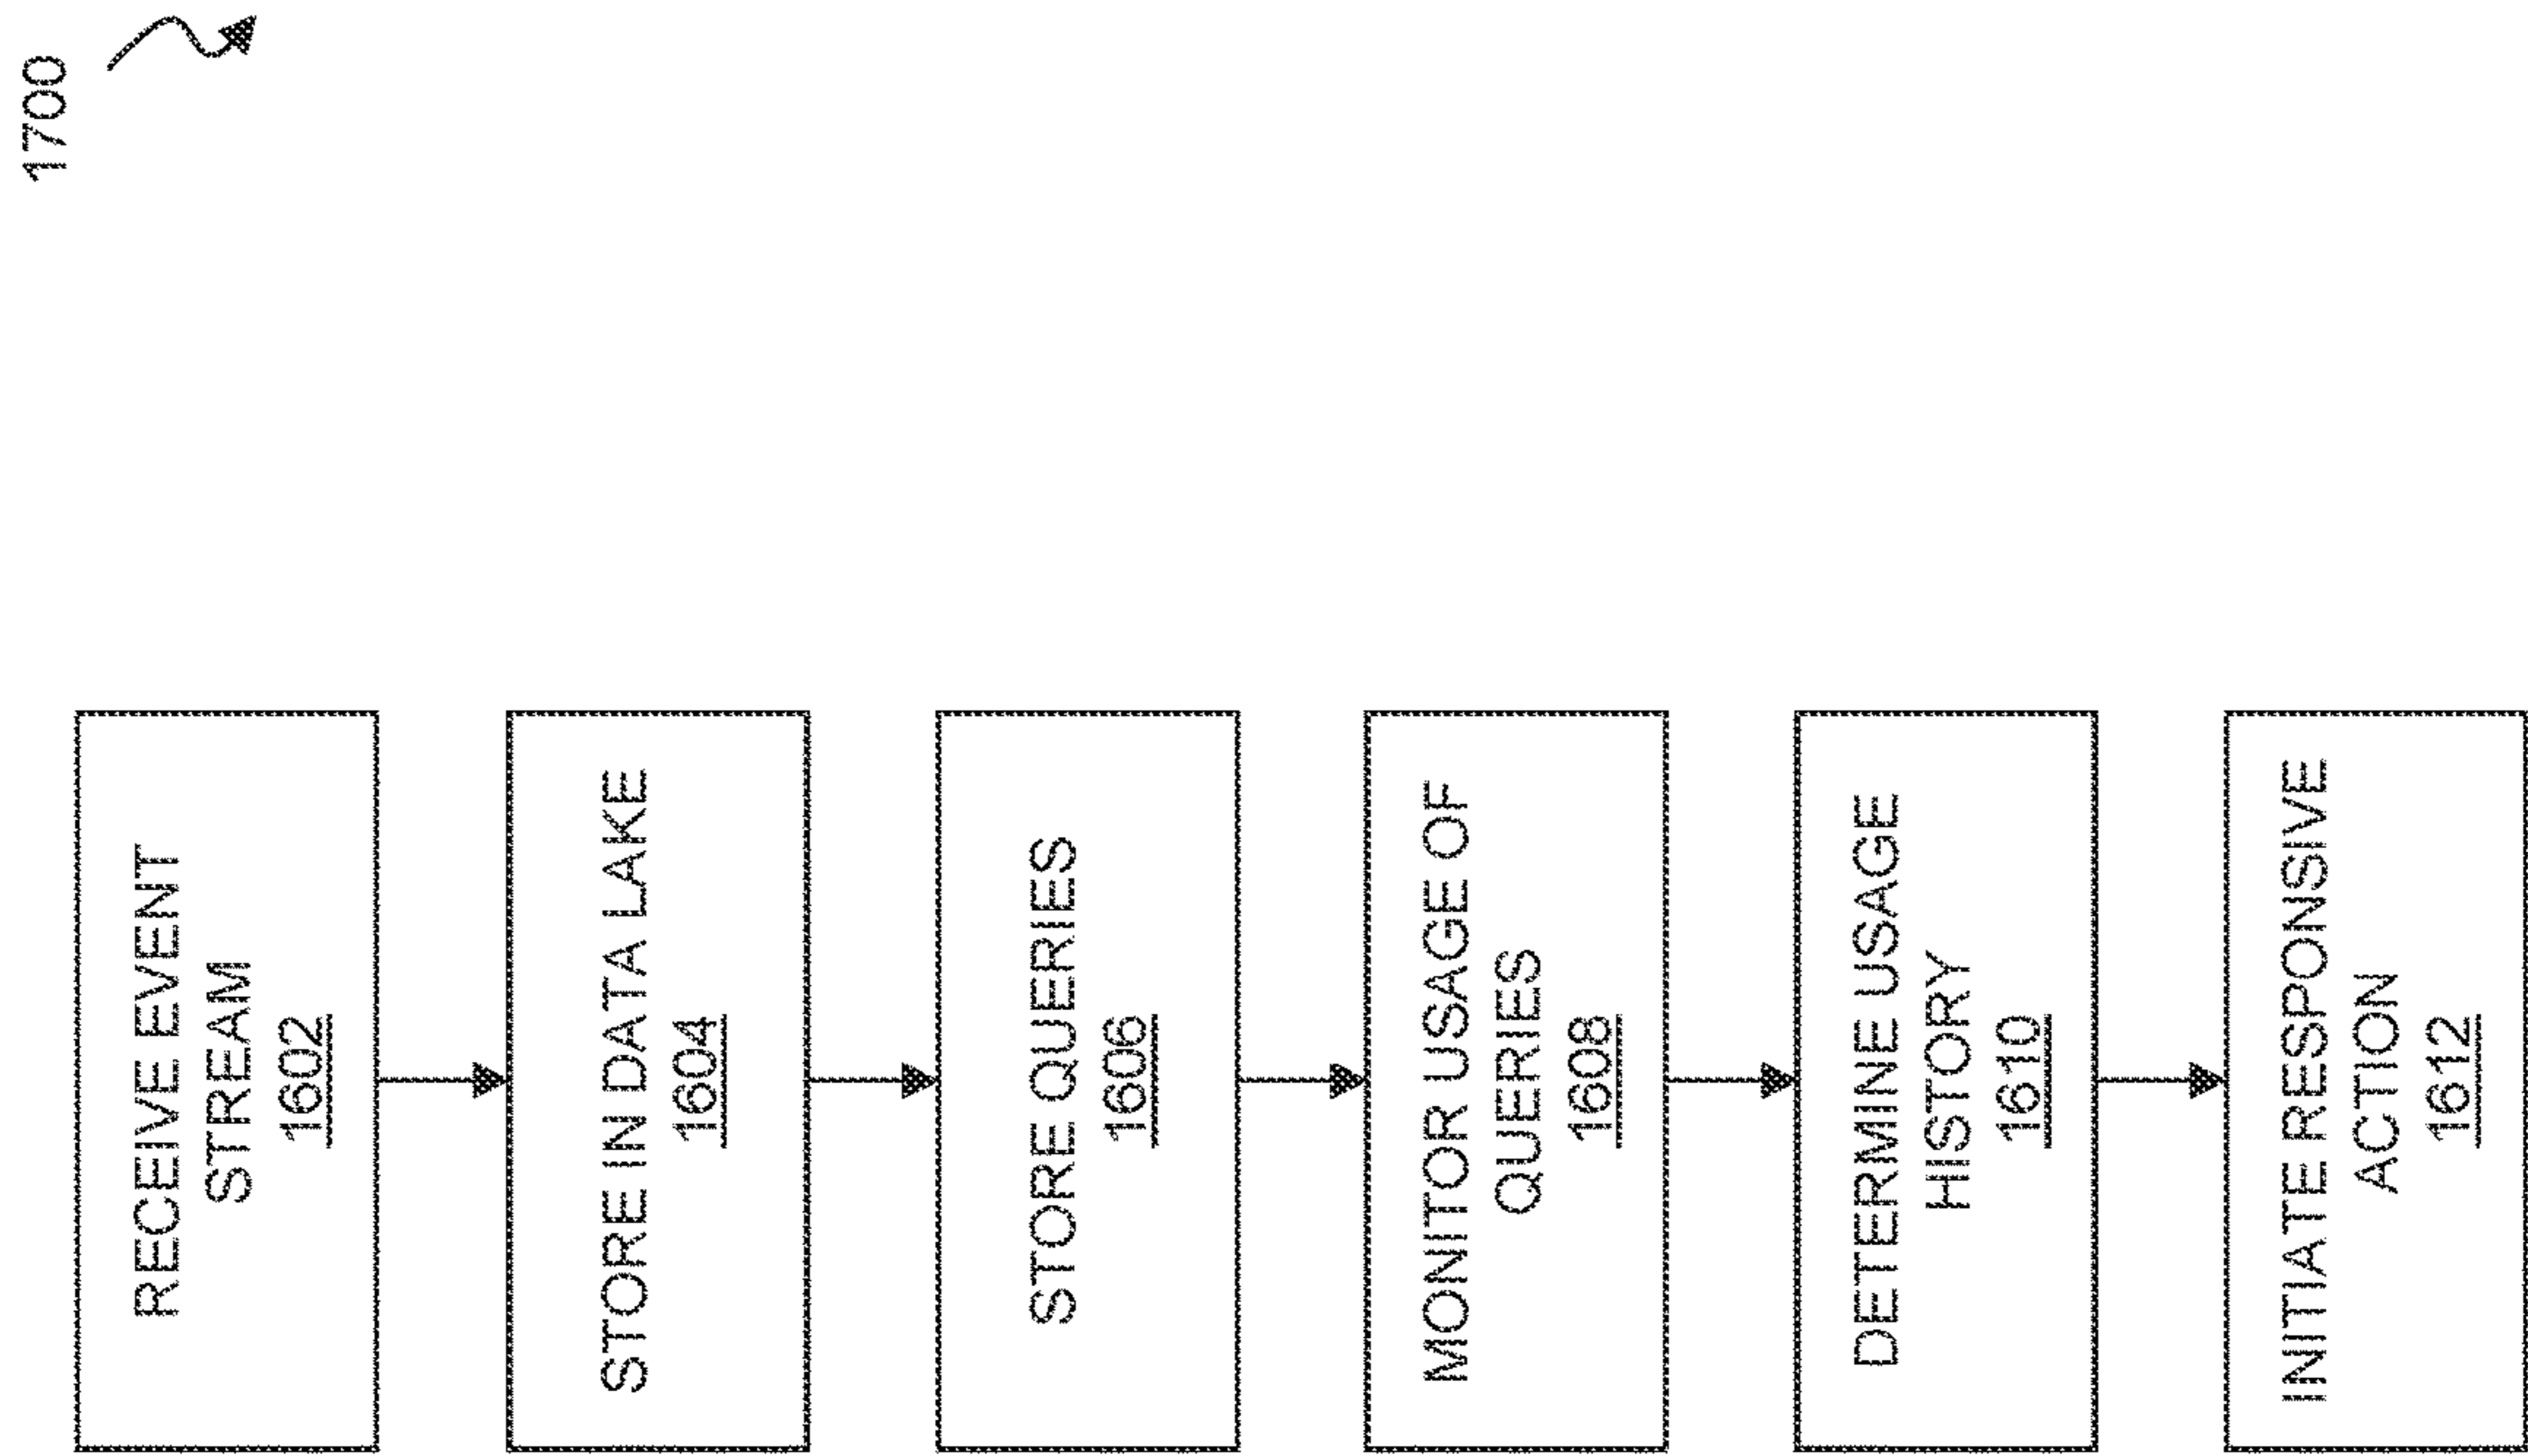 1700
RECEIVE EVENT
STREAM
1602
STORE IN DATA LAKE
1604
STORE QUERIES
1606
MONITOR USAGE OF
QUERIES
1608
DETERMINE USAGE
HISTORY
1610
INITIATE RESPONSIVE
ACTION
1612